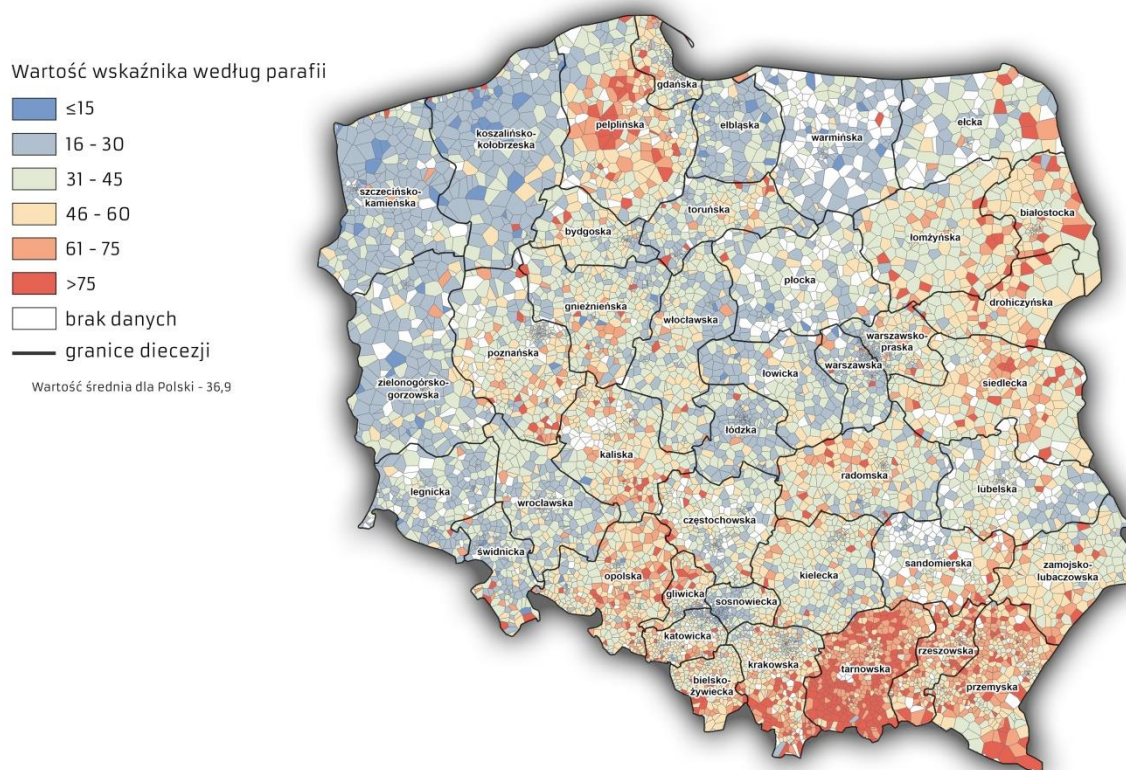 Wartość wskaźnika według parafii
≤15
16 - 30
31 - 45
46 - 60
61 - 75
>75
brak danych
granice diecezji
Wartość średnia dla Polski - 36,9
gdańska
koszalińsko-
kołobrzeska
pelplińska
elbląska
warmińska
ełcka
szczecińsko-
kamieńska
toruńska
bydgoska
łomżyńska
białostocka
płocka
gnieźnieńska
włocławska
drohiczyńska
poznańska
warszawsko-
praska
warszawska
łowicka
siedlecka
zielonogórsko-
gorzowska
łódzka
kaliska
radomska
lubelska
legnicka
wrocławska
częstochowska
świdnicka
opolska
kielecka
sandomierska
zamojsko-
lubaczowska
gliwicka
sosnowiecka
katowicka
krakowska
tarnowska
rzeszowska
bielsko-
żywiecka
przemyska